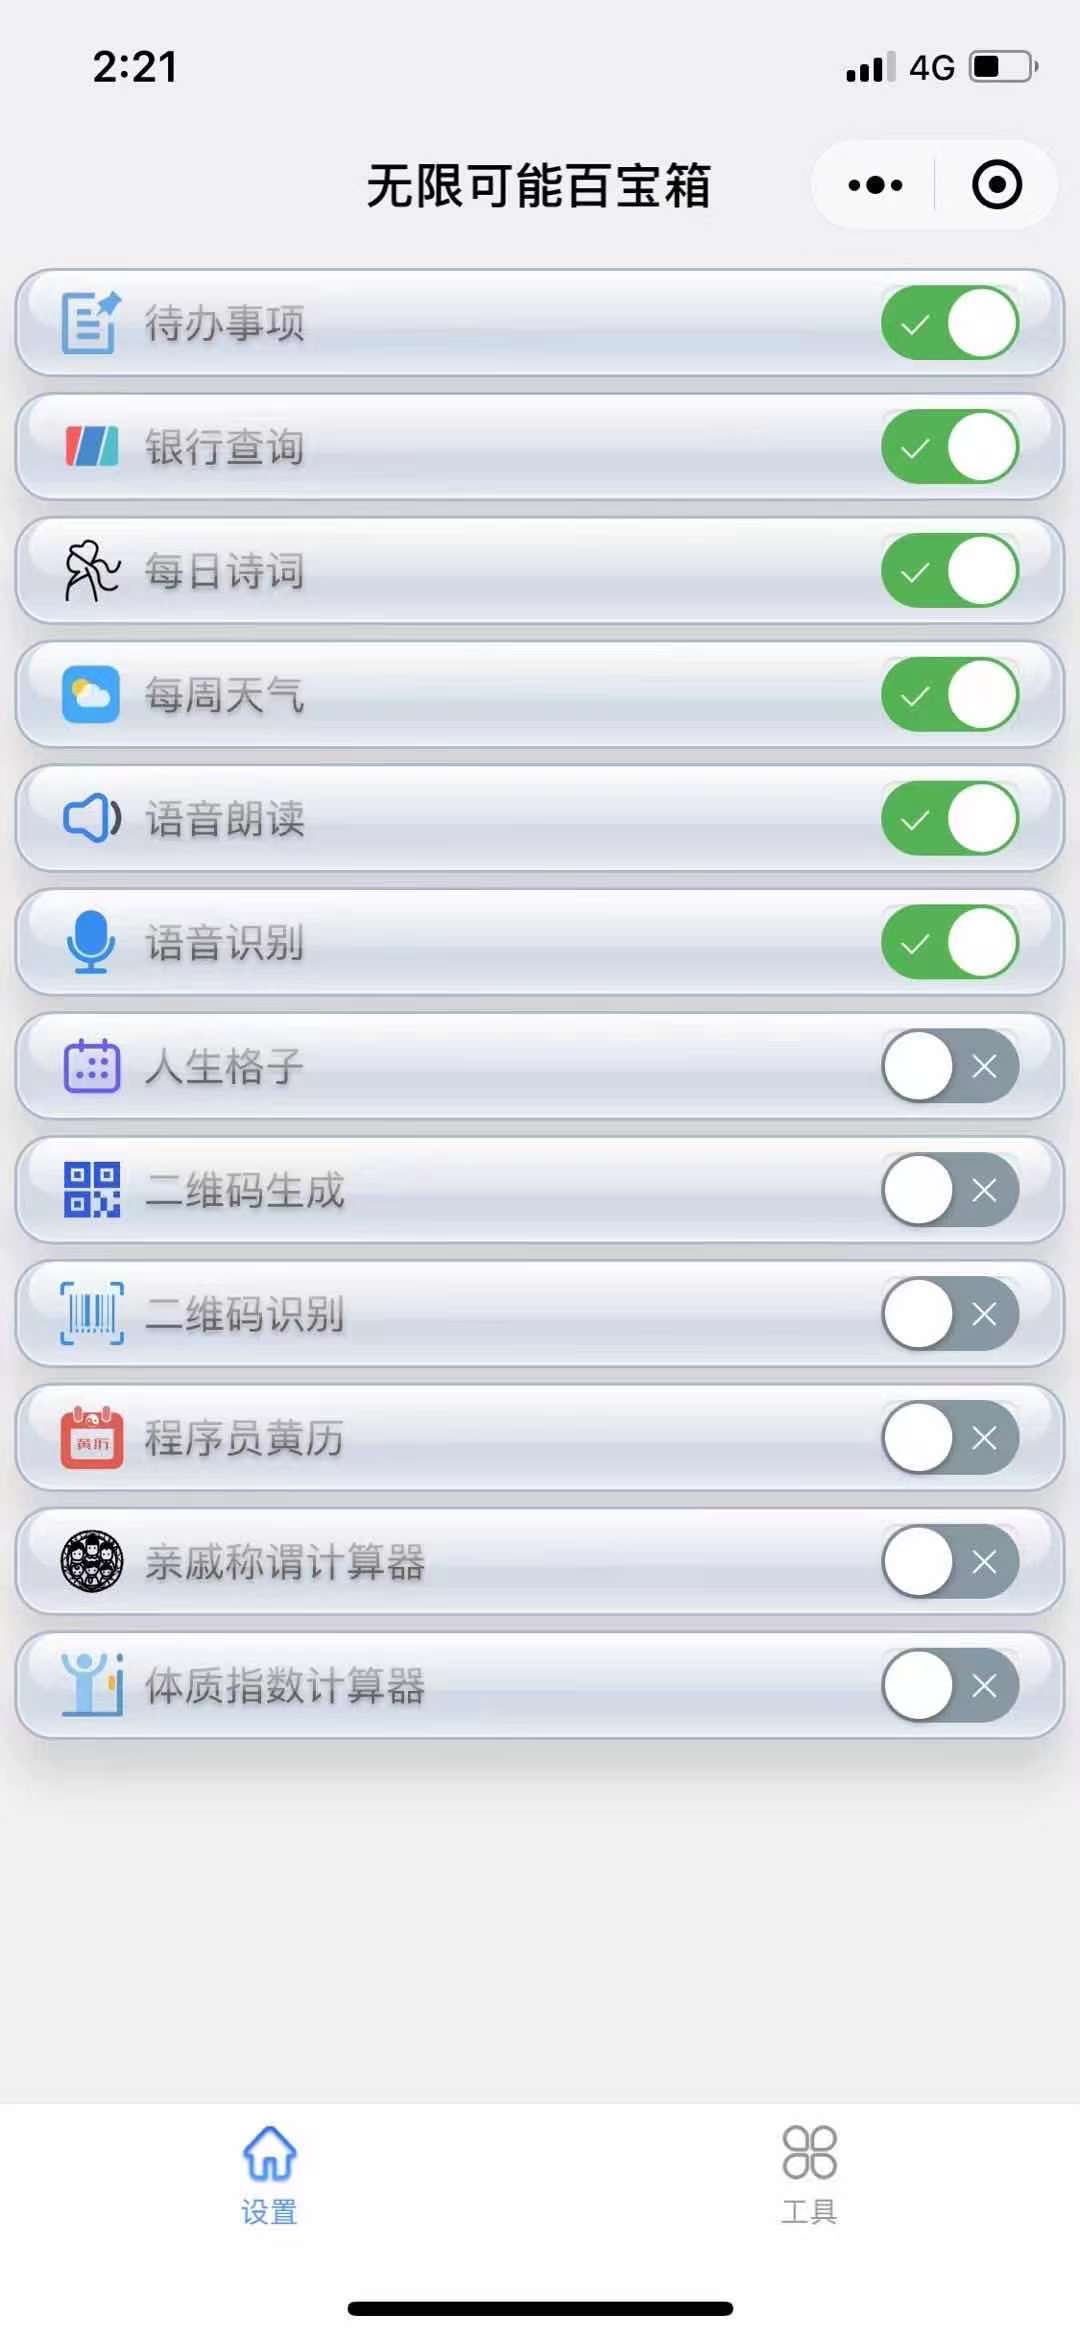 2:21
4G
无限可能百宝箱
待办事项
银行查询
每日诗词
每周天气
语音朗读
语音识别
人生格子
二维码生成
二维码识别
黄历
程序员黄历
亲戚称谓计算器
体质指数计算器
设置
工具